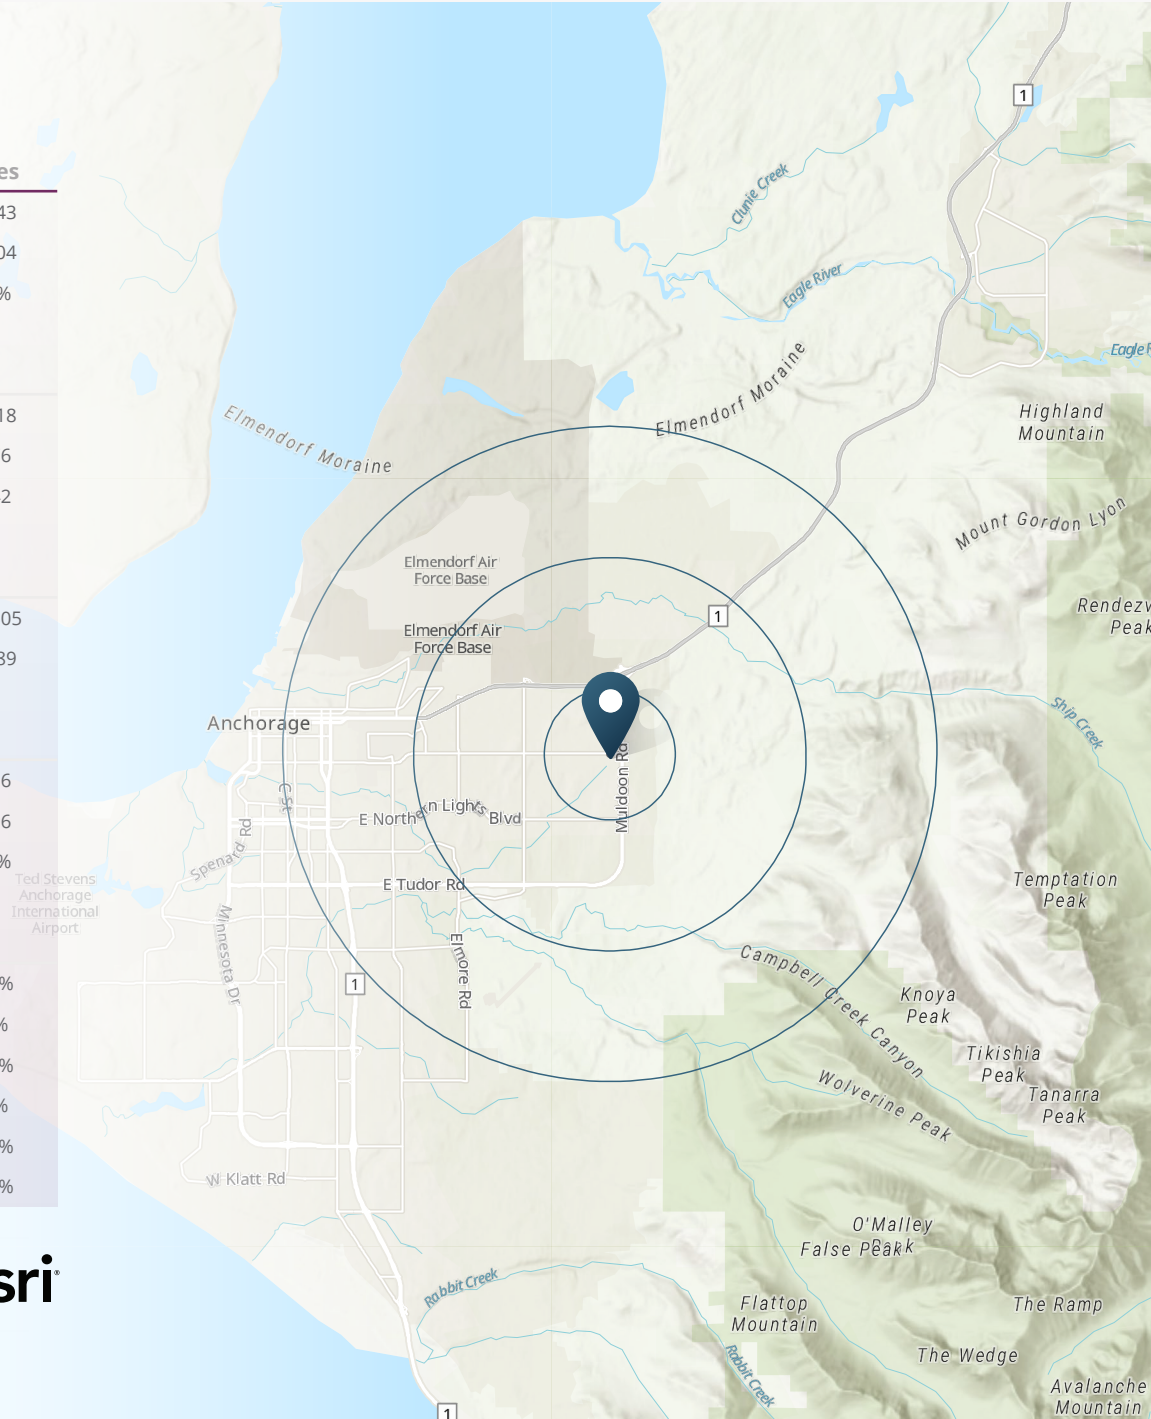 1
Clunie Creek
es
43
04
%
Eagle River
Eagle R
Elmendorf Moraine
Elmendorf Moraine
Highland
Mountain
18
6
2
Mount Gordon Lyon
Elmendorf Air
Force Base
Elmendorf Air
Force Base
1
05
39
Rendezv
Peak
Ship Creek
Anchorage
Muldoon Rd
C St
E Northern Lights Blvd
6
6
%
Spenard Rd
E Tudor Rd
Ted Stevens
Anchorage
International
Airport
Temptation
Peak
Minnesota Dr
Elmore Rd
Campbell Creek Canyon
1
%
%
%
%
%
%
Knoya
Peak
Tikishia
Peak
Tanarra
Peak
Wolverine Peak
W Klatt Rd
O'Malley
Peak
False Peak
sri
Rabbit Creek
Flattop
Mountain
The Ramp
The Wedge
Rabbit Creek
Avalanche
Mountain
1